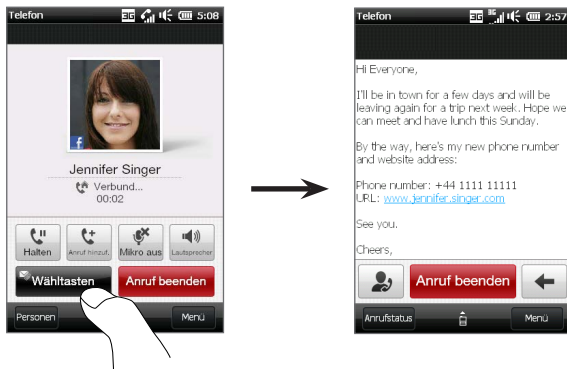 Telefon 3G 5:08
Jennifer Singer
Verbund...
00:02
Halten Anruf hinzuf. Mikro aus Lautsprecher
Wähltasten Anruf beenden
Personen Menü
Telefon 3G 2:57
Hi Everyone,
I'll be in town for a few days and will be
leaving again for a trip next week. Hope we
can meet and have lunch this Sunday.
By the way, here's my new phone number
and website address:
Phone number: +44 1111 11111
URL: www.jennifer.singer.com
See you.
Cheers,
Anruf beenden
Anrufstatus Menü